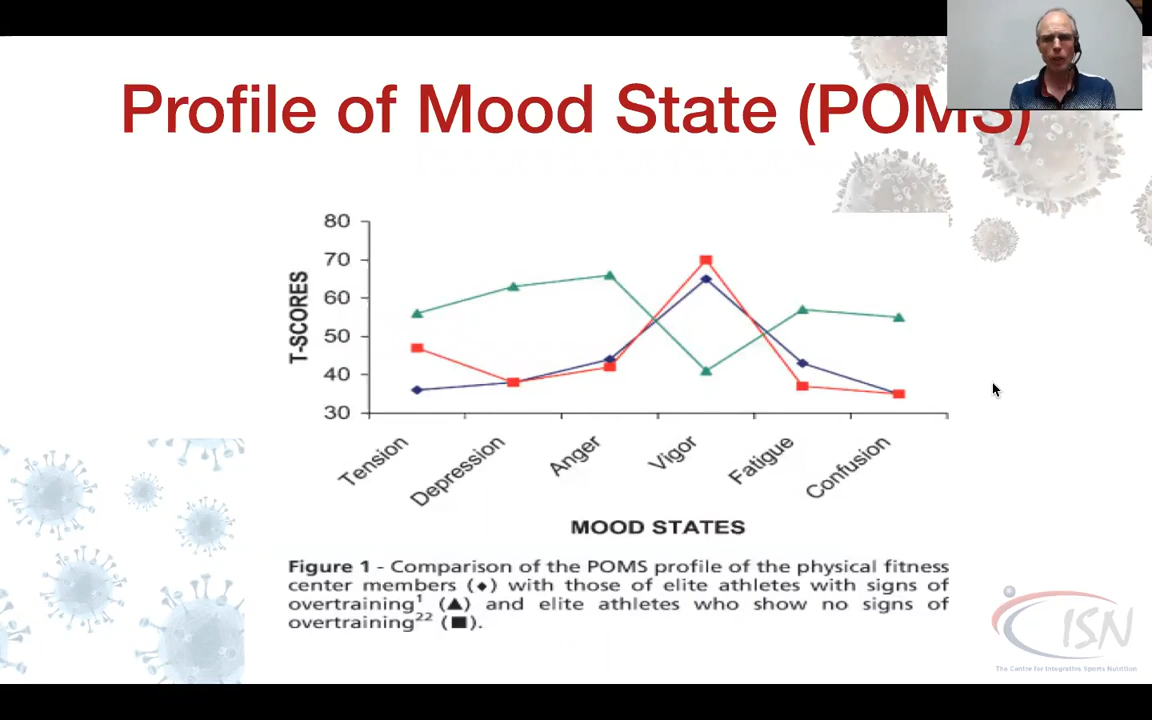 Profile of Mood State (POMS)
80
70
60
50
40
30
T-SCORES
Tension
Depression
Anger
Vigor
Fatigue
Confusion
MOOD STATES
Figure 1 - Comparison of the POMS profile of the physical fitness
center members (◆) with those of elite athletes with signs of
overtraining¹ (▲) and elite athletes who show no signs of
overtraining²² (■).
ISN
The Centre for Integrative Sports Nutrition